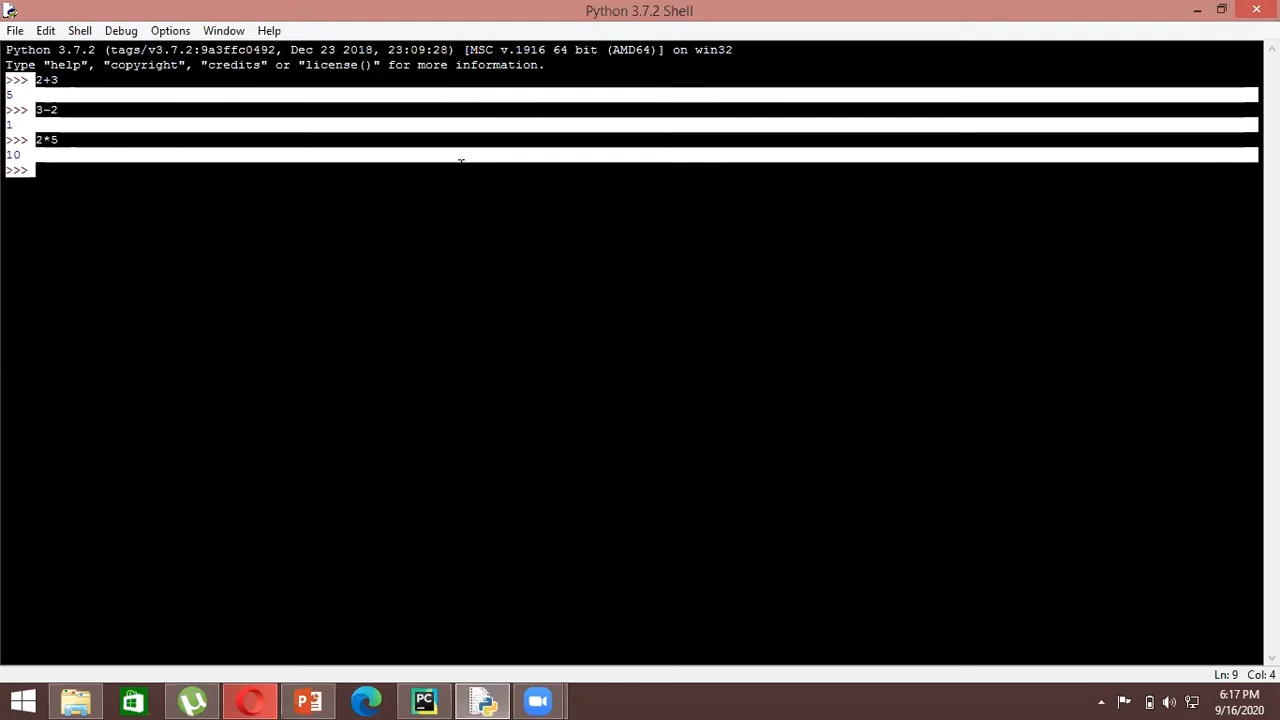 Python 3.7.2 Shell
File Edit Shell Debug Options Window Help
Python 3.7.2 (tags/v3.7.2:9a3ffc0492, Dec 23 2018, 23:09:28) [MSC v.1916 64 bit (AMD64)] on win32
Type "help", "copyright", "credits" or "license()" for more information.
>>> 2+3
5
>>> 3-2
1
>>> 2*5
10
>>>
Ln: 9 Col: 4
PC
6:17 PM
9/16/2020